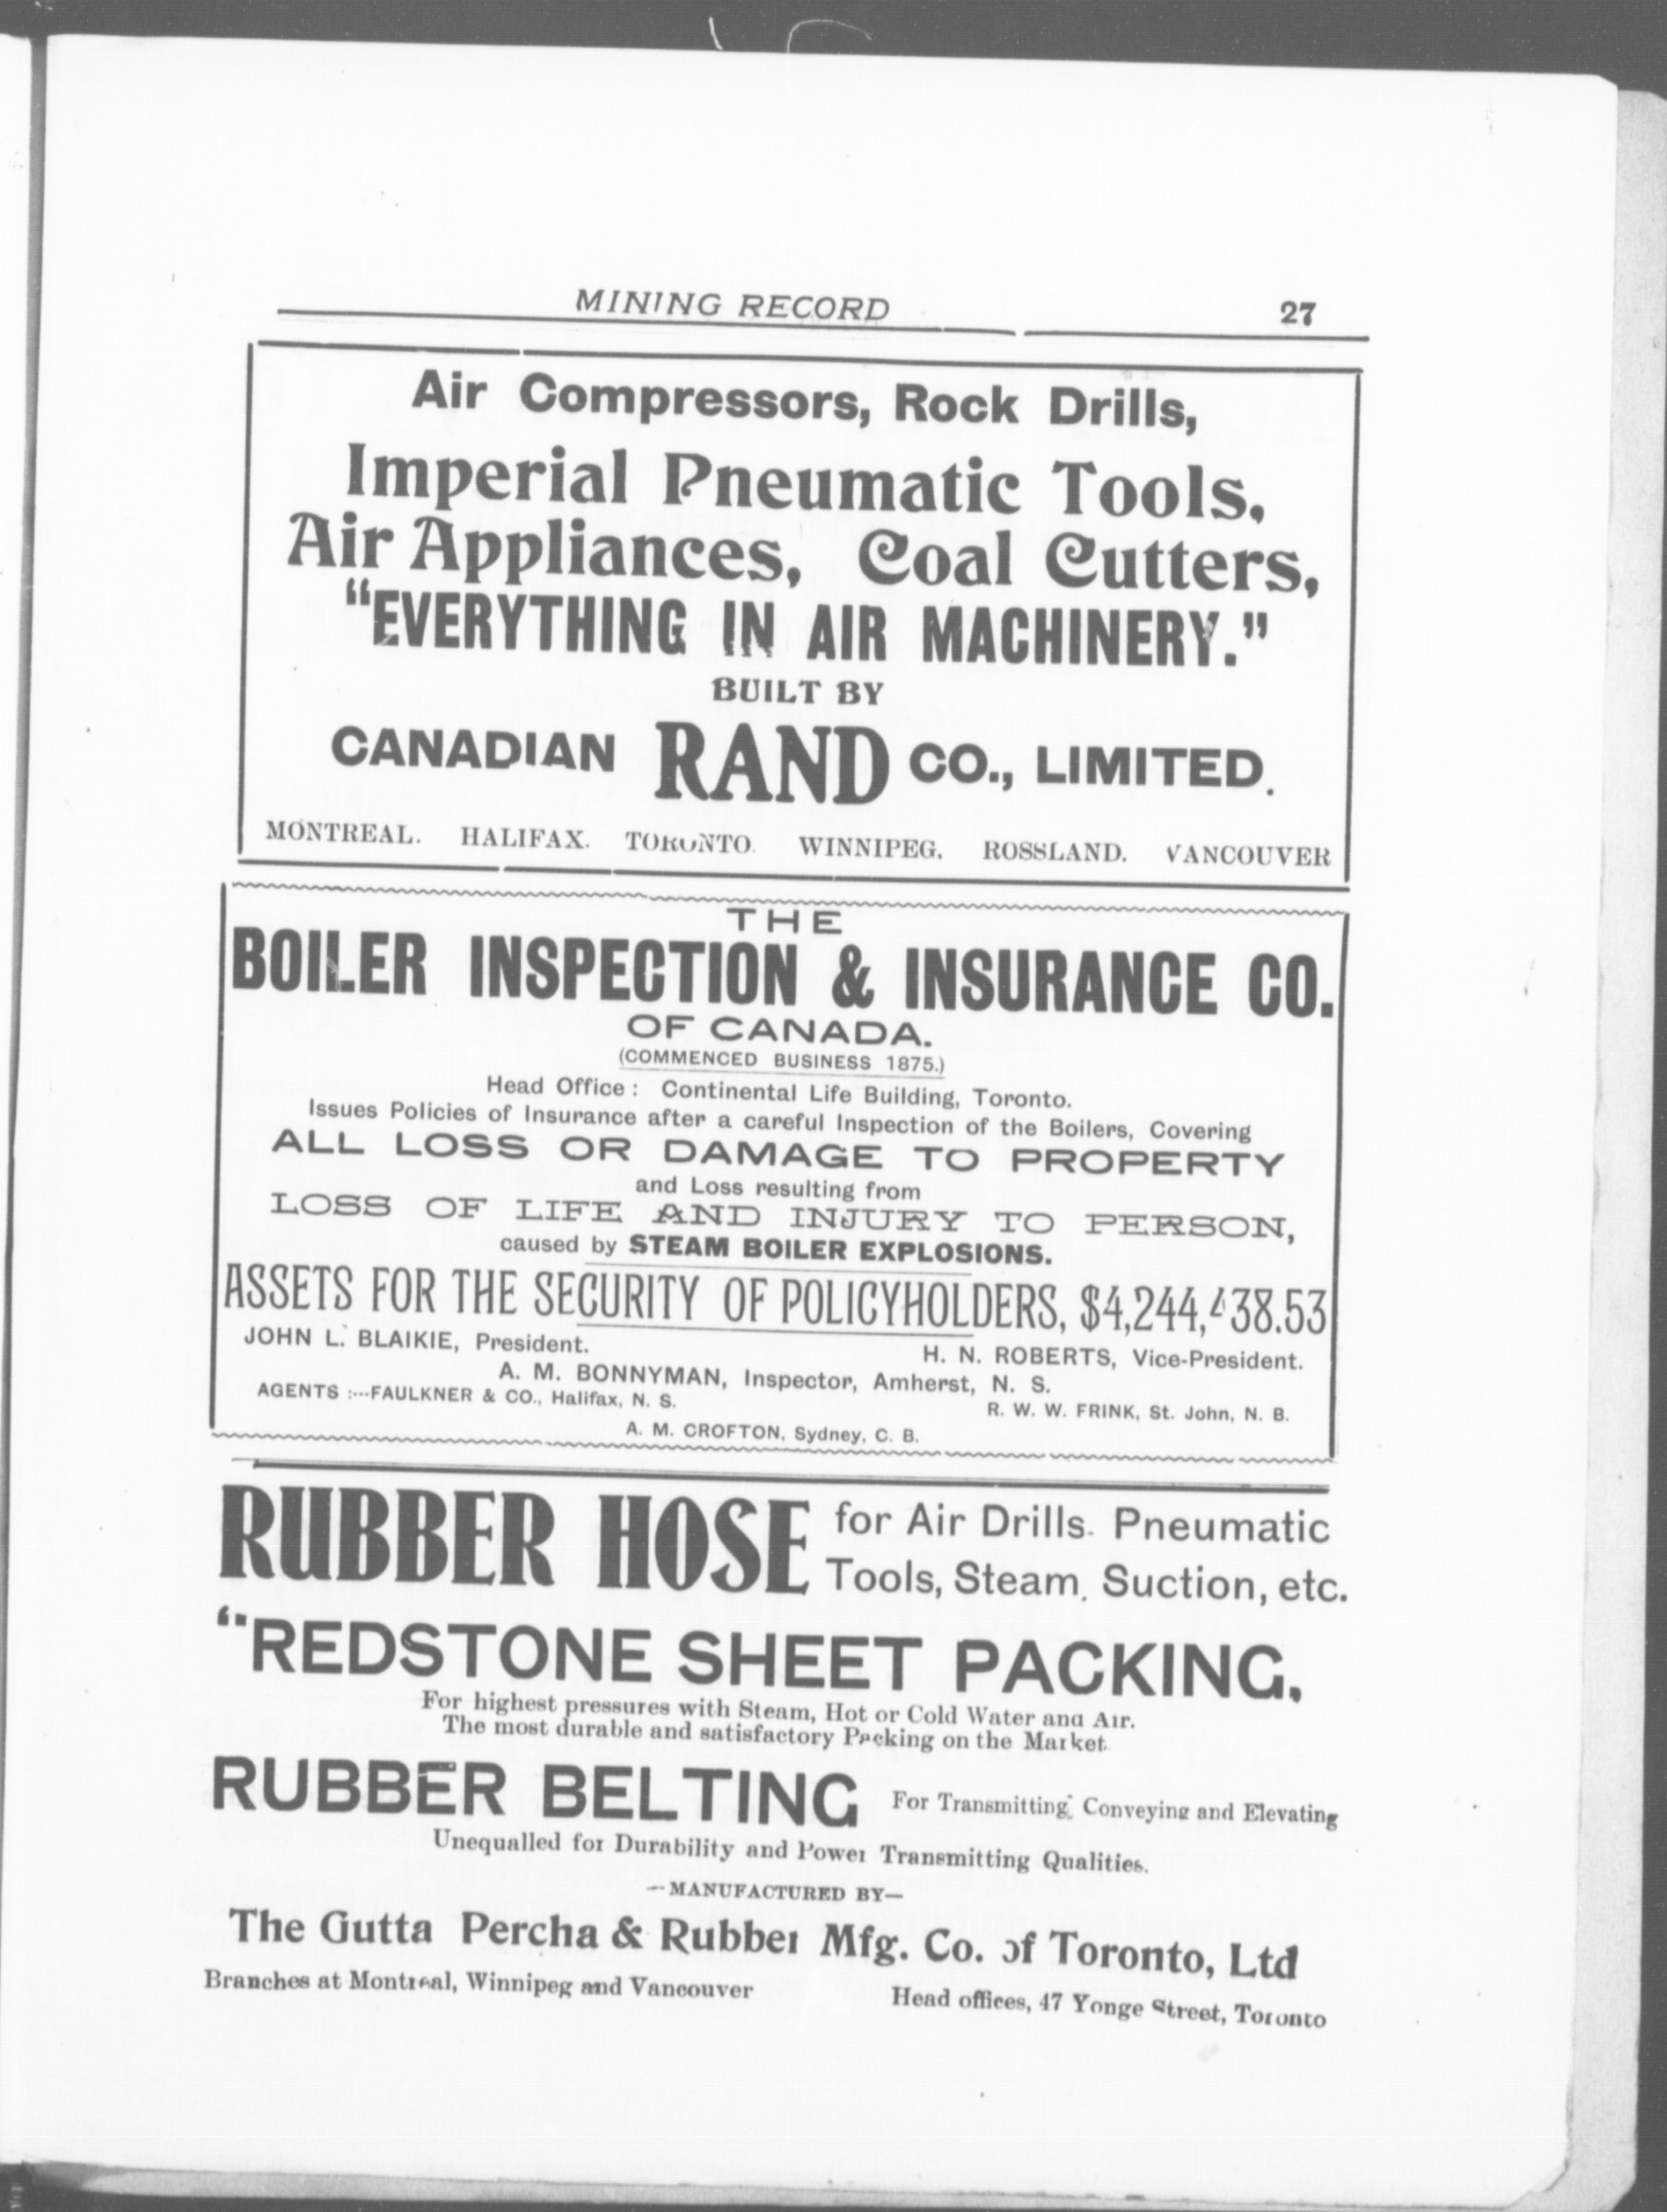 MINING RECORD 27
Air Compressors, Rock Drills,
Imperial Pneumatic Tools,
Air Appliances, Coal Cutters,
"EVERYTHING IN AIR MACHINERY."
BUILT BY
CANADIAN RAND CO., LIMITED.
MONTREAL. HALIFAX. TORONTO. WINNIPEG. ROSSLAND. VANCOUVER
THE
BOILER INSPECTION & INSURANCE CO.
OF CANADA.
(COMMENCED BUSINESS 1875.)
Head Office: Continental Life Building, Toronto.
Issues Policies of Insurance after a careful Inspection of the Boilers, Covering
ALL LOSS OR DAMAGE TO PROPERTY
and Loss resulting from
LOSS OF LIFE AND INJURY TO PERSON,
caused by STEAM BOILER EXPLOSIONS.
ASSETS FOR THE SECURITY OF POLICYHOLDERS, $4,244,438.53
JOHN L. BLAIKIE, President.
H. N. ROBERTS, Vice-President.
A. M. BONNYMAN, Inspector, Amherst, N. S.
AGENTS :---FAULKNER & CO., Halifax, N. S.
R. W. W. FRINK, St. John, N. B.
A. M. CROFTON, Sydney, C. B.
RUBBER HOSE for Air Drills. Pneumatic
Tools, Steam, Suction, etc.
"REDSTONE SHEET PACKING,
For highest pressures with Steam, Hot or Cold Water and Air.
The most durable and satisfactory Packing on the Market.
RUBBER BELTING For Transmitting, Conveying and Elevating
Unequalled for Durability and Power Transmitting Qualities.
—MANUFACTURED BY—
The Gutta Percha & Rubber Mfg. Co. of Toronto, Ltd
Branches at Montreal, Winnipeg and Vancouver
Head offices, 47 Yonge Street, Toronto